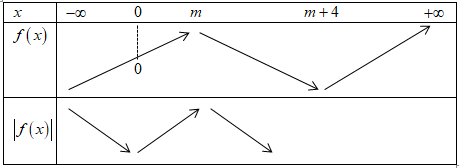 x −∞ 0 m m + 4 +∞
f(x)
0
|f(x)|